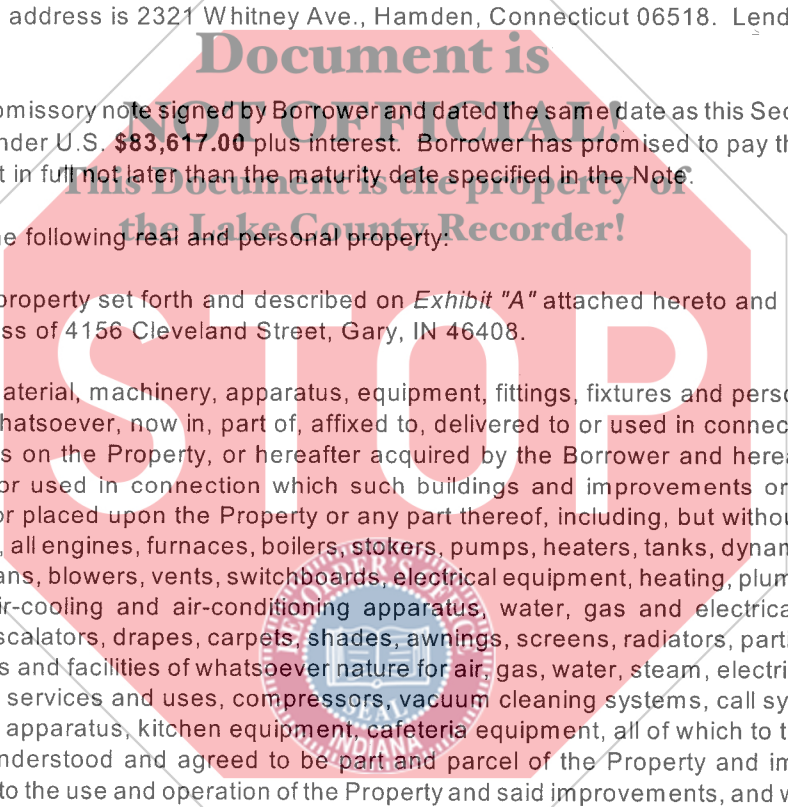 address is 2321 Whitney Ave., Hamden, Connecticut 06518. Lend
Document is
omissory note signed by Borrower and dated the same date as this Sec
NOT OFFICIAL!
nder U.S. $83,617.00 plus interest. Borrower has promised to pay th
t in full not later than the maturity date specified in the Note.
This Document is the property of
the Lake County Recorder!
e following real and personal property:
property set forth and described on Exhibit "A" attached hereto and
ss of 4156 Cleveland Street, Gary, IN 46408.
STOP
aterial, machinery, apparatus, equipment, fittings, fixtures and perso
hatsoever, now in, part of, affixed to, delivered to or used in connec
s on the Property, or hereafter acquired by the Borrower and herea
or used in connection which such buildings and improvements or
or placed upon the Property or any part thereof, including, but withou
, all engines, furnaces, boilers, stokers, pumps, heaters, tanks, dynam
ans, blowers, vents, switchboards, electrical equipment, heating, plum
ir-cooling and air-conditioning apparatus, water, gas and electrica
scalators, drapes, carpets, shades, awnings, screens, radiators, parti
s and facilities of whatsoever nature for air, gas, water, steam, electri
services and uses, compressors, vacuum cleaning systems, call sy
apparatus, kitchen equipment, cafeteria equipment, all of which to t
nderstood and agreed to be part and parcel of the Property and im
to the use and operation of the Property and said improvements, and w
RECORDER'S OFFICE
SEAL
INDIANA